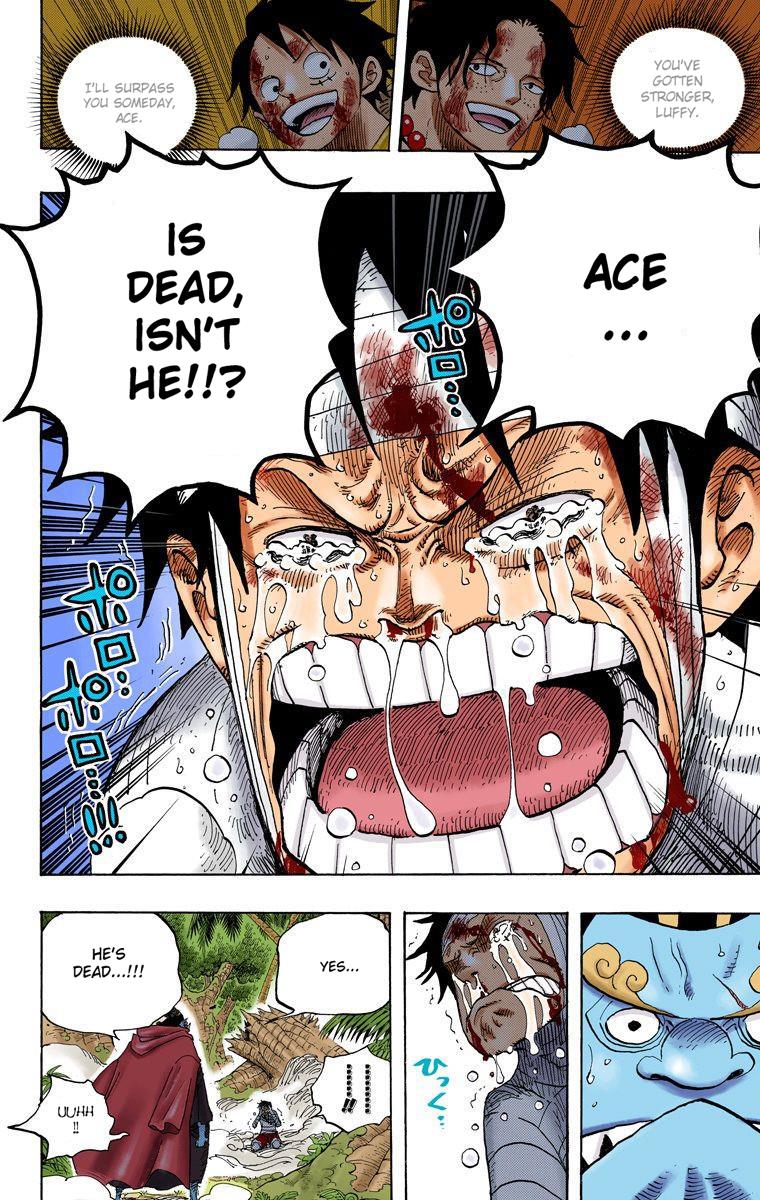 YOU'VE
GOTTEN
STRONGER,
LUFFY.
I'LL SURPASS
YOU SOMEDAY,
ACE.
ACE
...
IS
DEAD,
ISN'T
HE!!?
ポロ...
ポロ
ポロ...!!!
ひっく...
YES...
HE'S
DEAD...!!!
!!
UUHH
!!